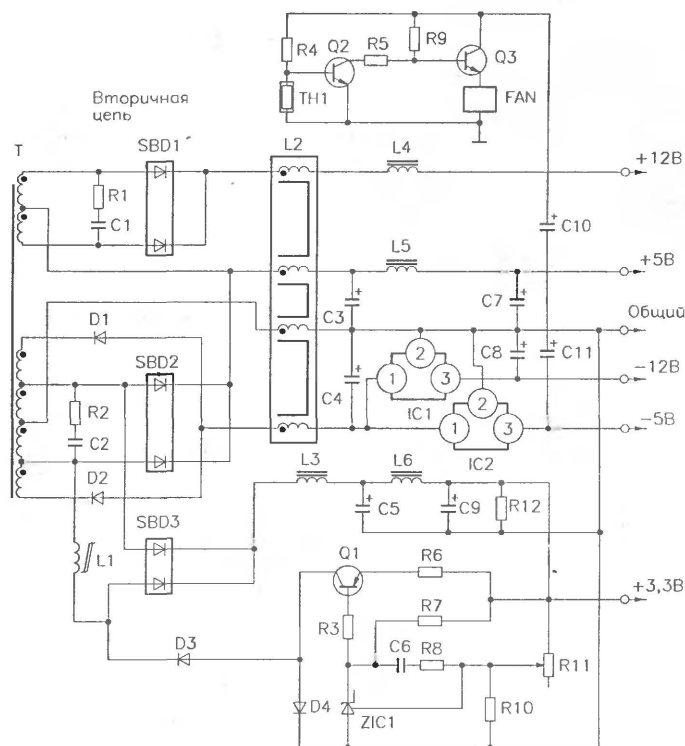 R4
Q2
R5
R9
Q3
TH1
FAN
Вторичная
цепь
SBD1
T
L2
L4
+12В
R1
C1
+
C10
L5
+5В
+
C3
+
C7
Общий
D1
SBD2
+
C4
2
1
3
IC1
C8
+
+
C11
-12В
2
1
3
IC2
-5В
R2
C2
D2
L3
L6
+
C5
+
C9
R12
SBD3
L1
Q1
R6
+3,3В
R7
R3
C6
R8
R11
D3
D4
ZIC1
R10